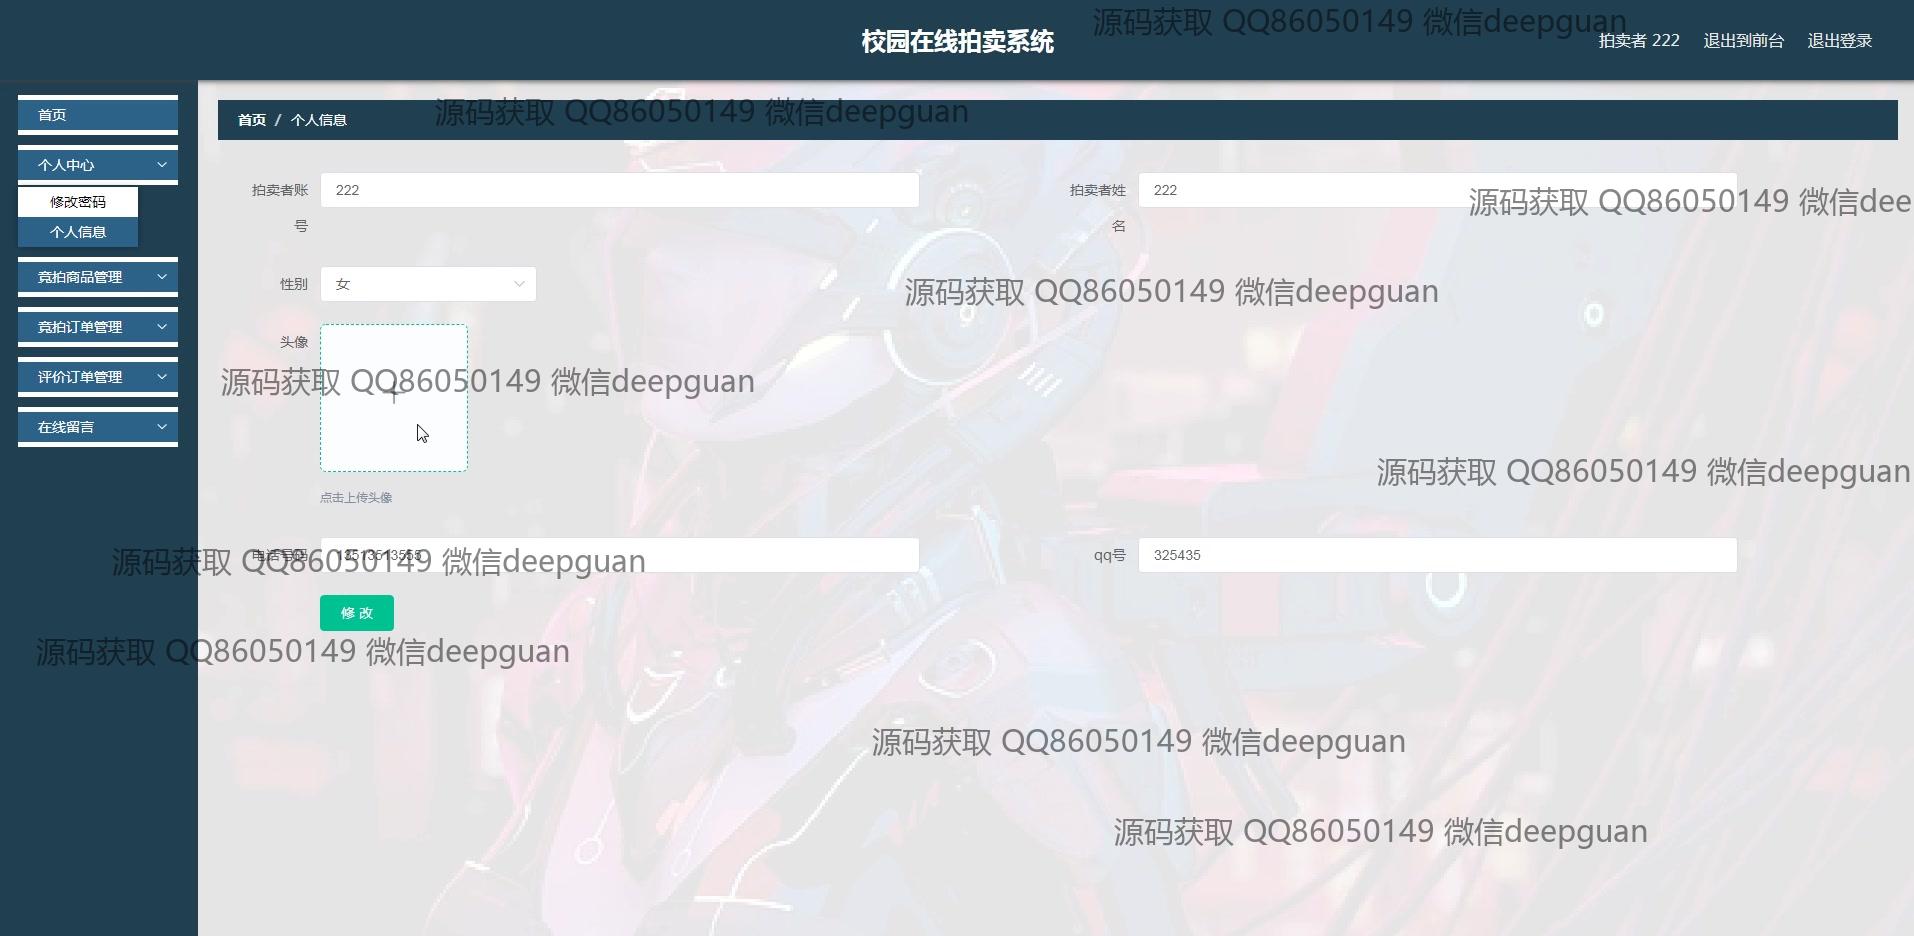 校园在线拍卖系统
源码获取 QQ86050149 微信deepguan
拍卖者 222 退出到前台 退出登录
首页
首页 / 个人信息
源码获取 QQ86050149 微信deepguan
个人中心
修改密码
个人信息
竞拍商品管理
竞拍订单管理
评价订单管理
在线留言
拍卖者账号 222
拍卖者姓名 222
源码获取 QQ86050149 微信dee
性别 女
源码获取 QQ86050149 微信deepguan
头像
源码获取 QQ86050149 微信deepguan
源码获取 QQ86050149 微信deepguan
点击上传头像
电话号码 13513513555
源码获取 QQ86050149 微信deepguan
qq号 325435
修改
源码获取 QQ86050149 微信deepguan
源码获取 QQ86050149 微信deepguan
源码获取 QQ86050149 微信deepguan